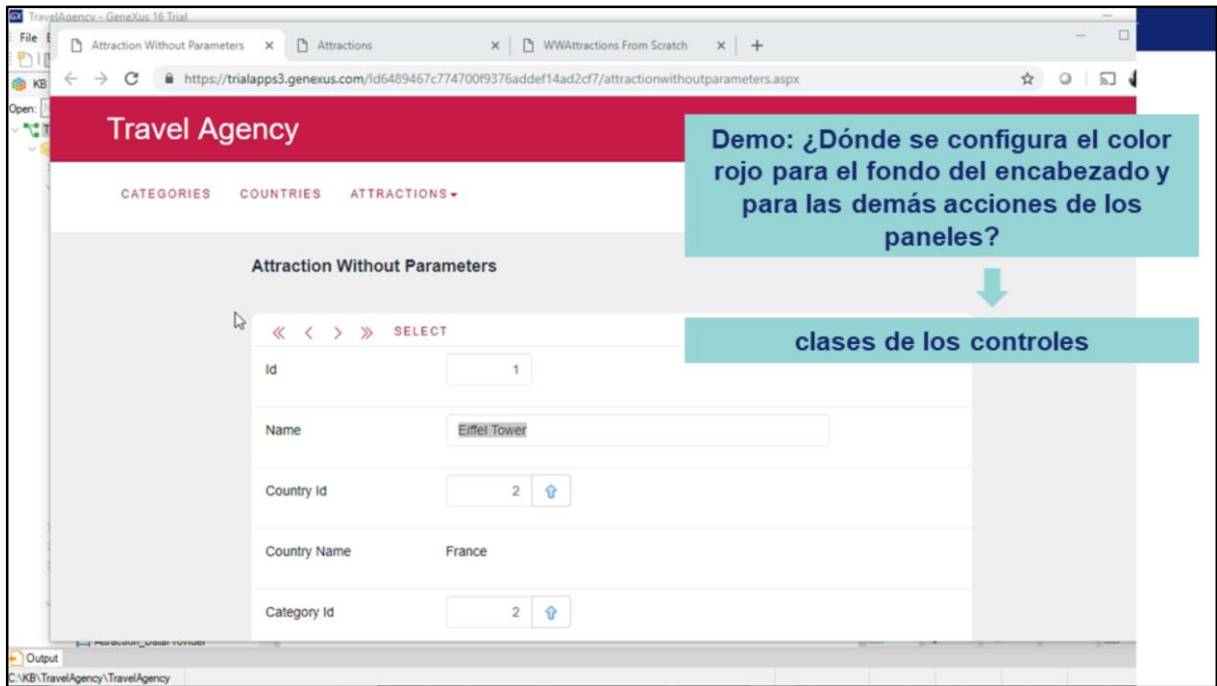 TravelAgency - GeneXus 16 Trial
File
Attraction Without Parameters
Attractions
WWAttractions From Scratch
KB
https://trialapps3.genexus.com/Id6489467c774700f9376addef14ad2cf7/attractionwithoutparameters.aspx
Open:
Travel Agency
Demo: ¿Dónde se configura el color
rojo para el fondo del encabezado y
para las demás acciones de los
paneles?
CATEGORIES COUNTRIES ATTRACTIONS
Attraction Without Parameters
clases de los controles
SELECT
Id 1
Name Eiffel Tower
Country Id 2
Country Name France
Category Id 2
Output
C:\KB\TravelAgency\TravelAgency